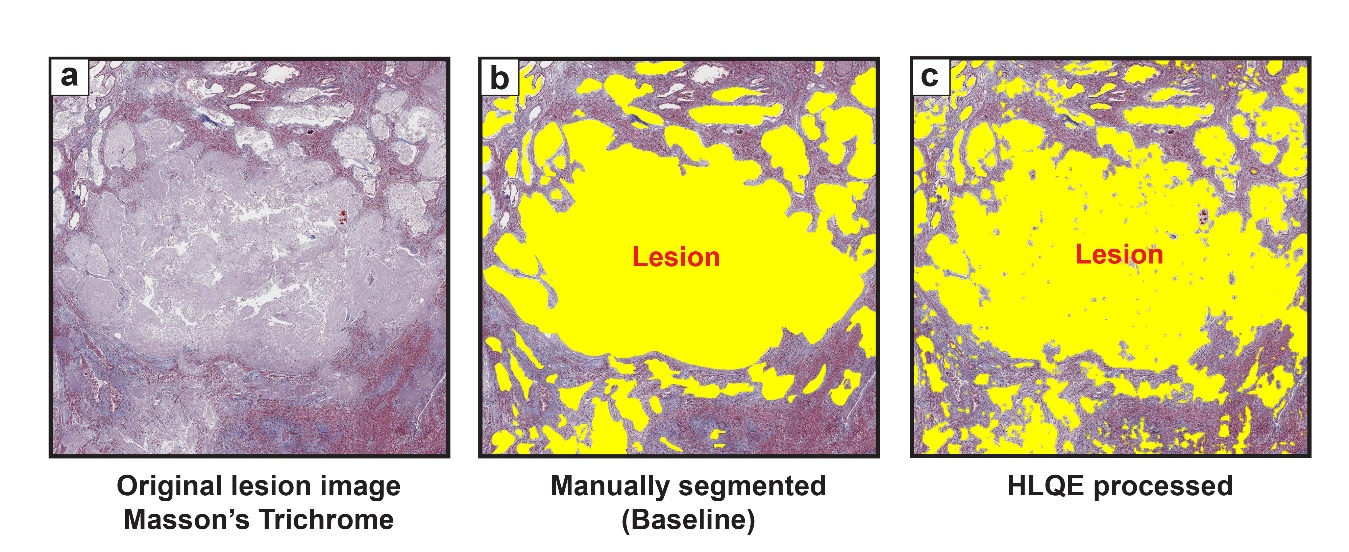 a
b
c
Lesion
Lesion
Original lesion image
Masson's Trichrome
Manually segmented
(Baseline)
HLQE processed